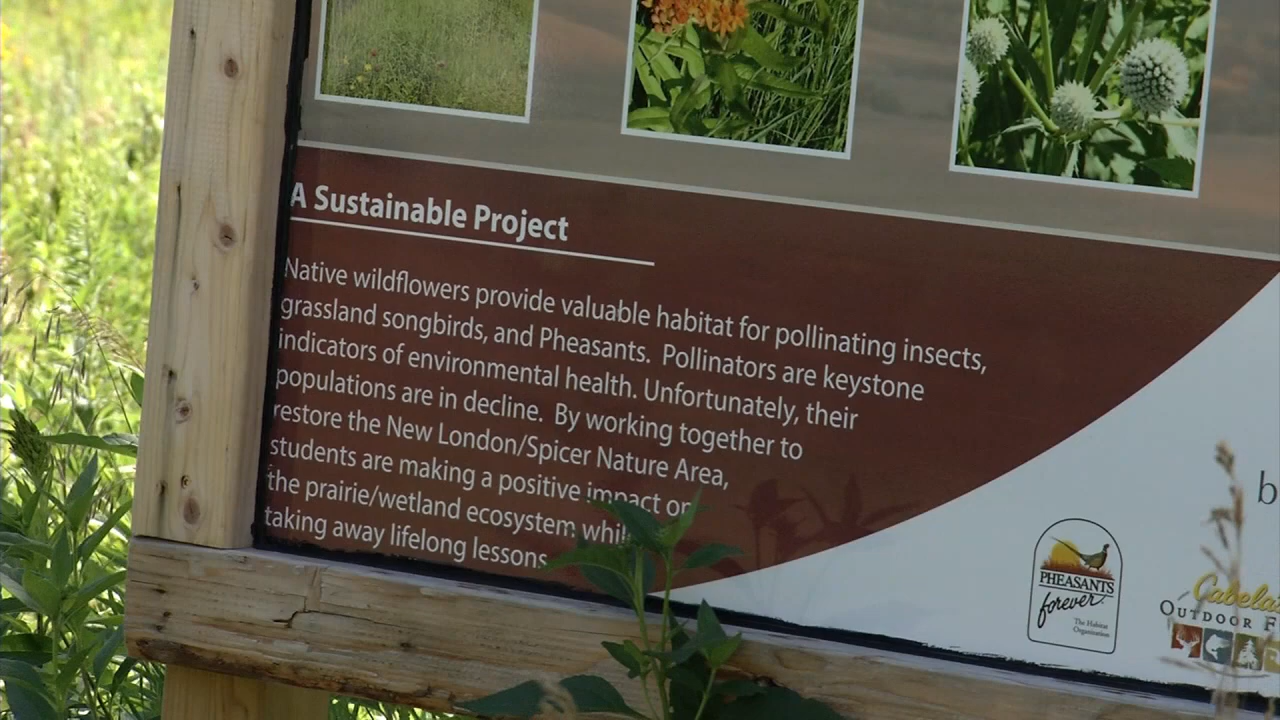 A Sustainable Project
Native wildflowers provide valuable habitat for pollinating insects,
grassland songbirds, and Pheasants. Pollinators are keystone
indicators of environmental health. Unfortunately, their
populations are in decline. By working together to
restore the New London/Spicer Nature Area,
students are making a positive impact on
the prairie/wetland ecosystem whil
taking away lifelong lessons
b
PHEASANTS
forever
The Habitat
Organization
Cabela
OUTDOOR F